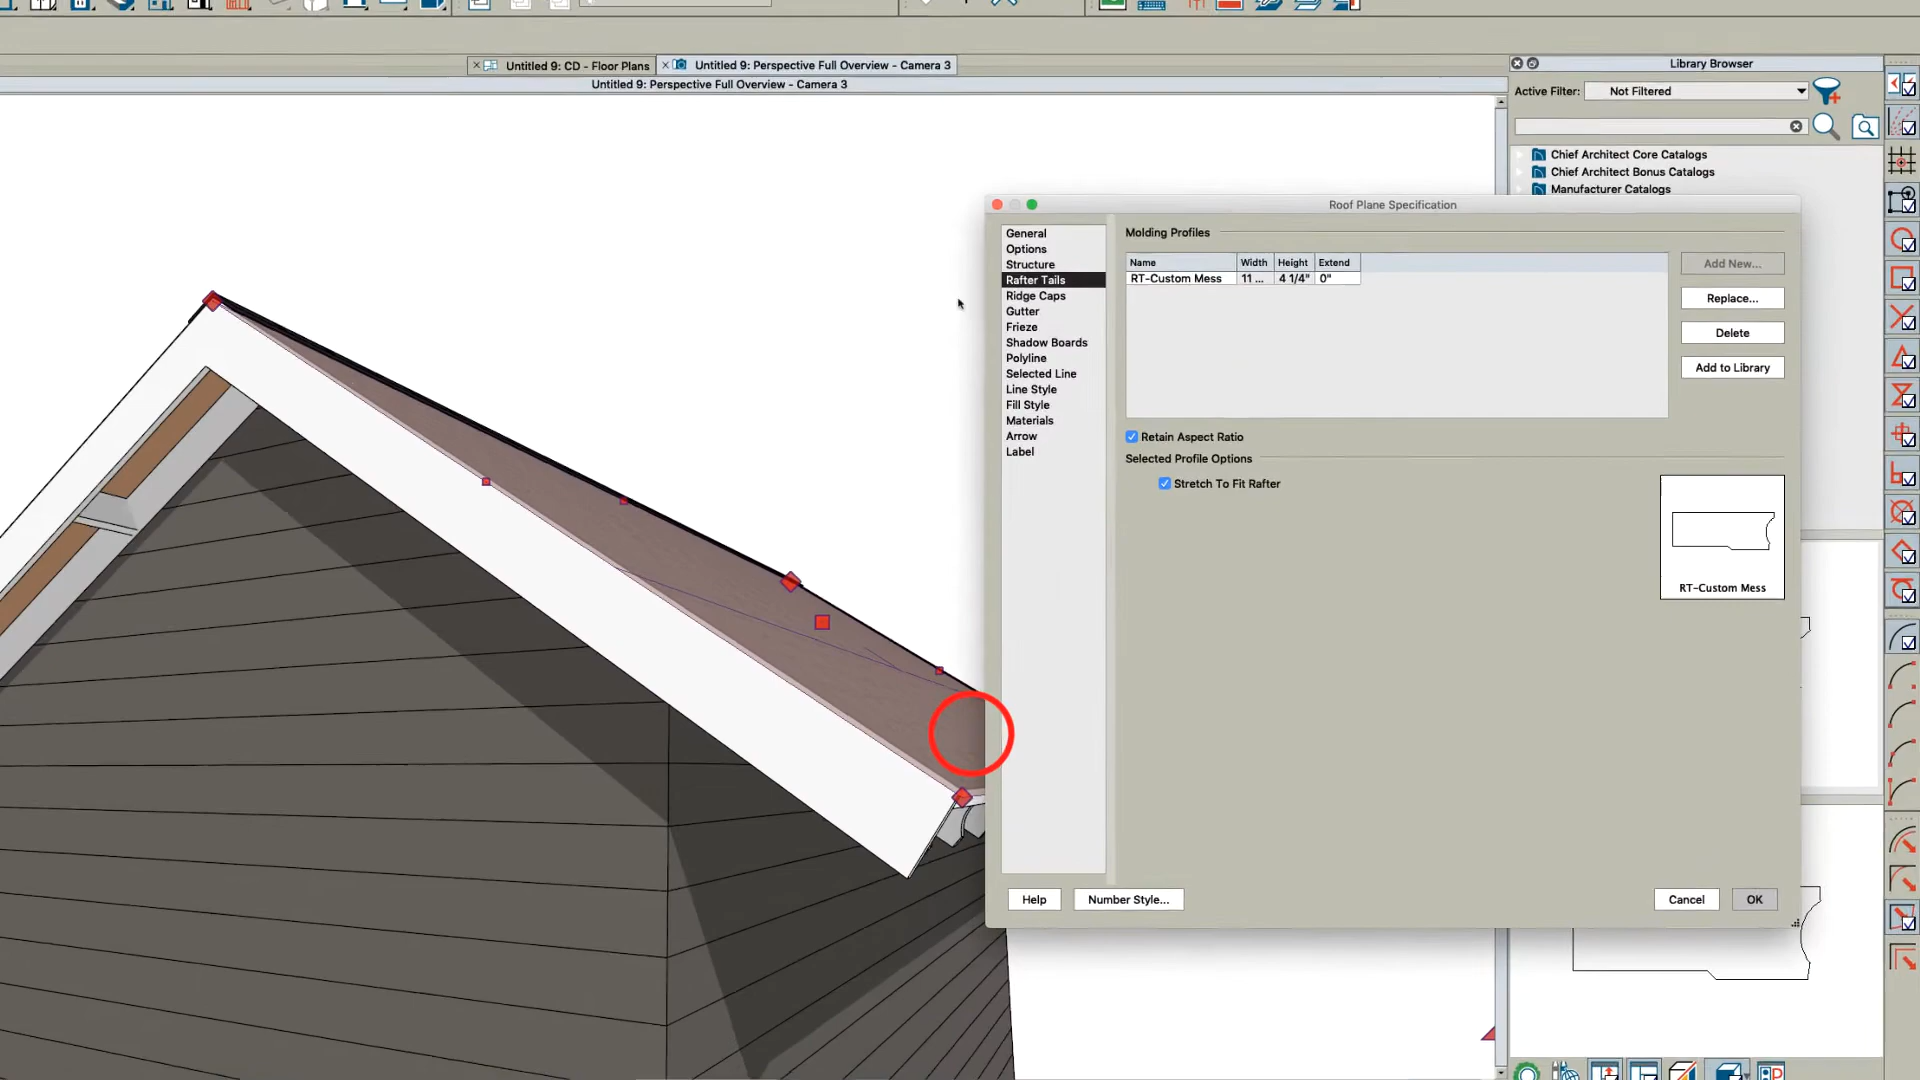 Untitled 9: CD - Floor Plans
Untitled 9: Perspective Full Overview - Camera 3
Untitled 9: Perspective Full Overview - Camera 3
Library Browser
Active Filter: Not Filtered
Chief Architect Core Catalogs
Chief Architect Bonus Catalogs
Manufacturer Catalogs
Roof Plane Specification
General
Options
Structure
Rafter Tails
Ridge Caps
Gutter
Frieze
Shadow Boards
Polyline
Selected Line
Line Style
Fill Style
Materials
Arrow
Label
Molding Profiles
Name Width Height Extend
RT-Custom Mess 11 ... 4 1/4" 0"
Add New...
Replace...
Delete
Add to Library
Retain Aspect Ratio
Selected Profile Options
Stretch To Fit Rafter
RT-Custom Mess
Help
Number Style...
Cancel
OK